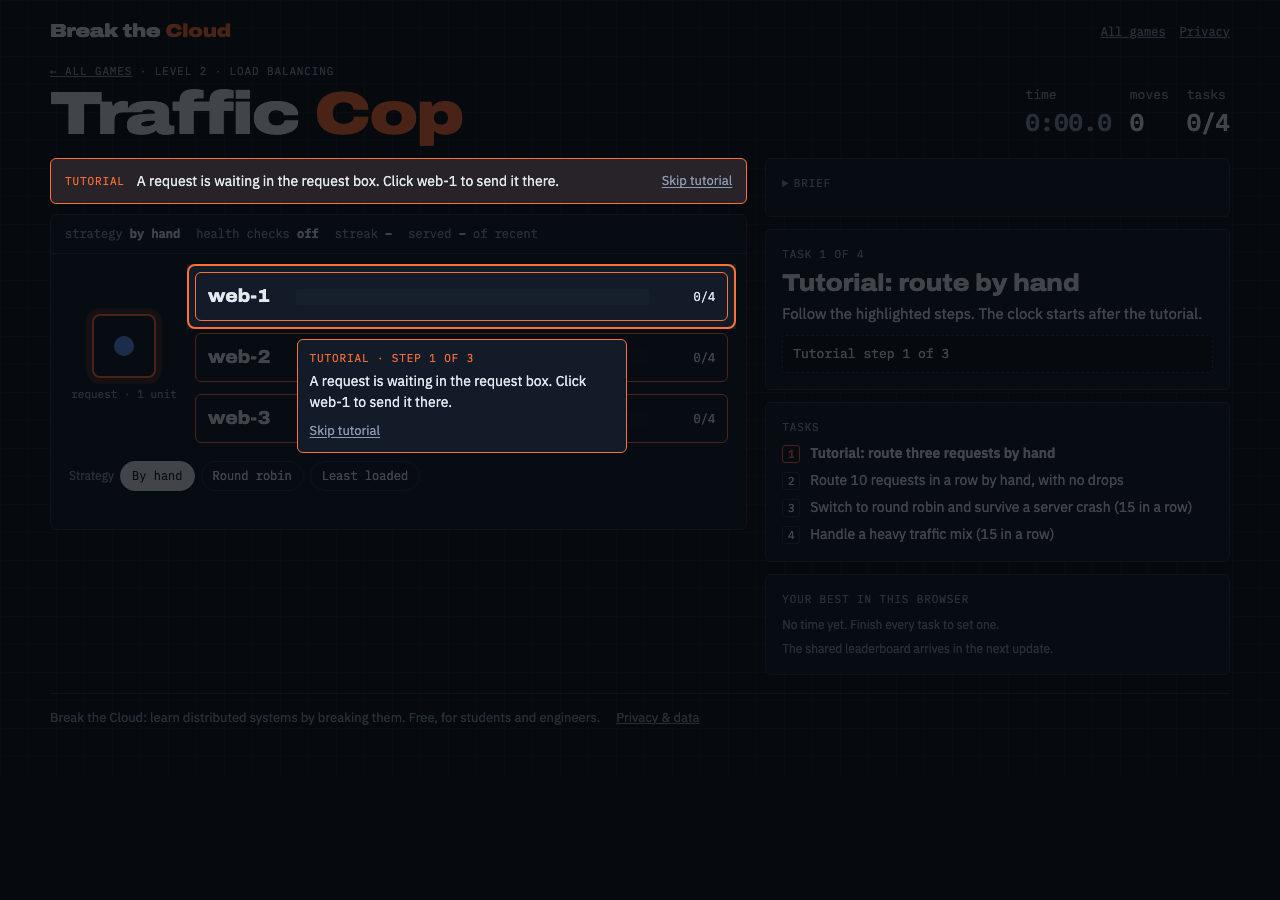 Break the Cloud
All games Privacy
← ALL GAMES · LEVEL 2 · LOAD BALANCING
Traffic Cop
time moves tasks
0:00.0 0 0/4
TUTORIAL A request is waiting in the request box. Click web-1 to send it there. Skip tutorial
strategy by hand health checks off streak – served – of recent
web-1 0/4
web-2 0/4
web-3 0/4
request · 1 unit
TUTORIAL · STEP 1 OF 3
A request is waiting in the request box. Click
web-1 to send it there.
Skip tutorial
Strategy By hand Round robin Least loaded
▶ BRIEF
TASK 1 OF 4
Tutorial: route by hand
Follow the highlighted steps. The clock starts after the tutorial.
Tutorial step 1 of 3
TASKS
1 Tutorial: route three requests by hand
2 Route 10 requests in a row by hand, with no drops
3 Switch to round robin and survive a server crash (15 in a row)
4 Handle a heavy traffic mix (15 in a row)
YOUR BEST IN THIS BROWSER
No time yet. Finish every task to set one.
The shared leaderboard arrives in the next update.
Break the Cloud: learn distributed systems by breaking them. Free, for students and engineers. Privacy & data